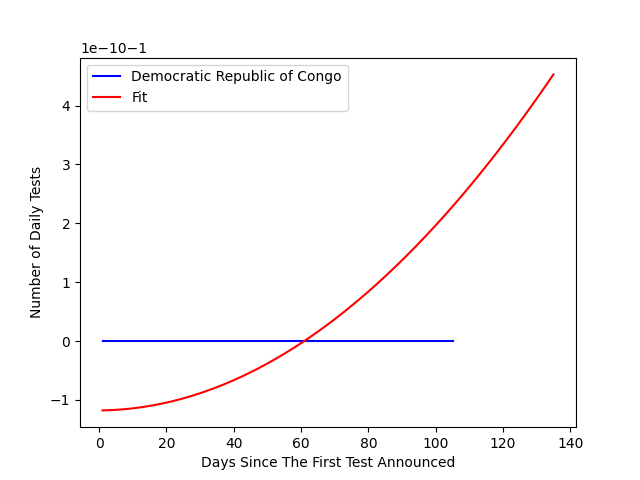 1e−10−1
Democratic Republic of Congo
Fit
4
3
2
1
0
−1
Number of Daily Tests
0 20 40 60 80 100 120 140
Days Since The First Test Announced